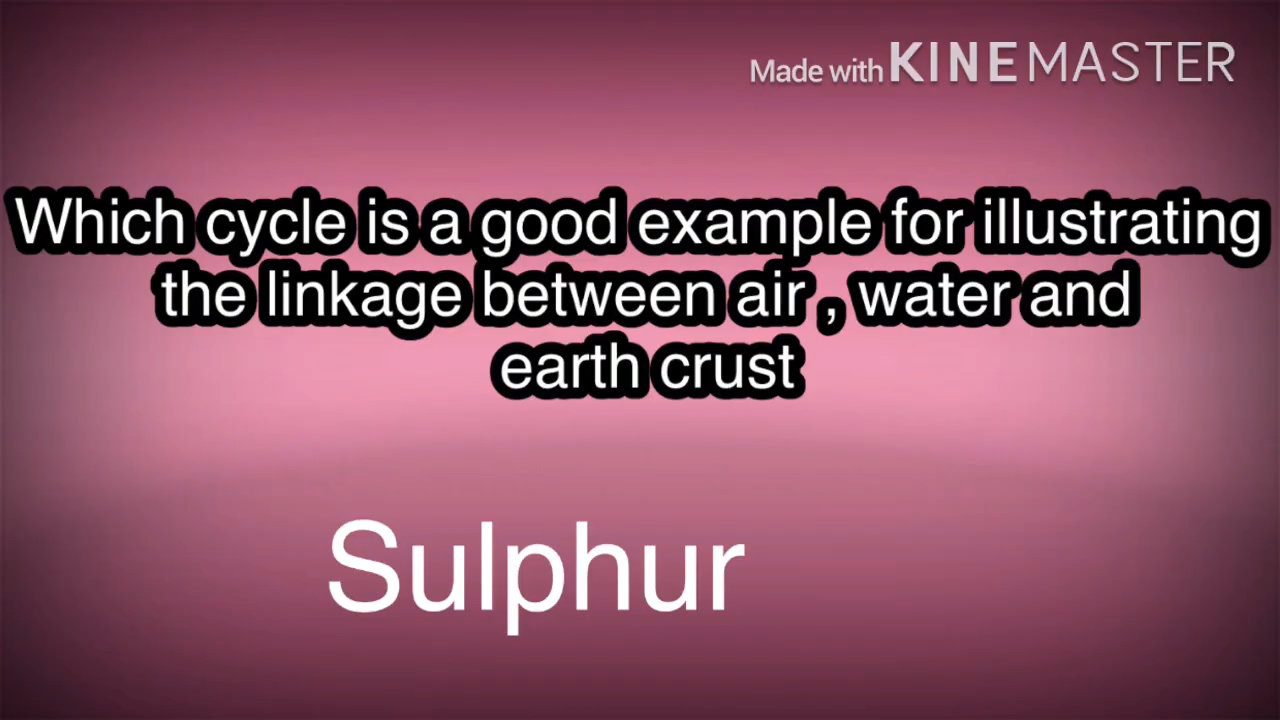 Made with KINEMASTER
Which cycle is a good example for illustrating
the linkage between air , water and
earth crust
Sulphur